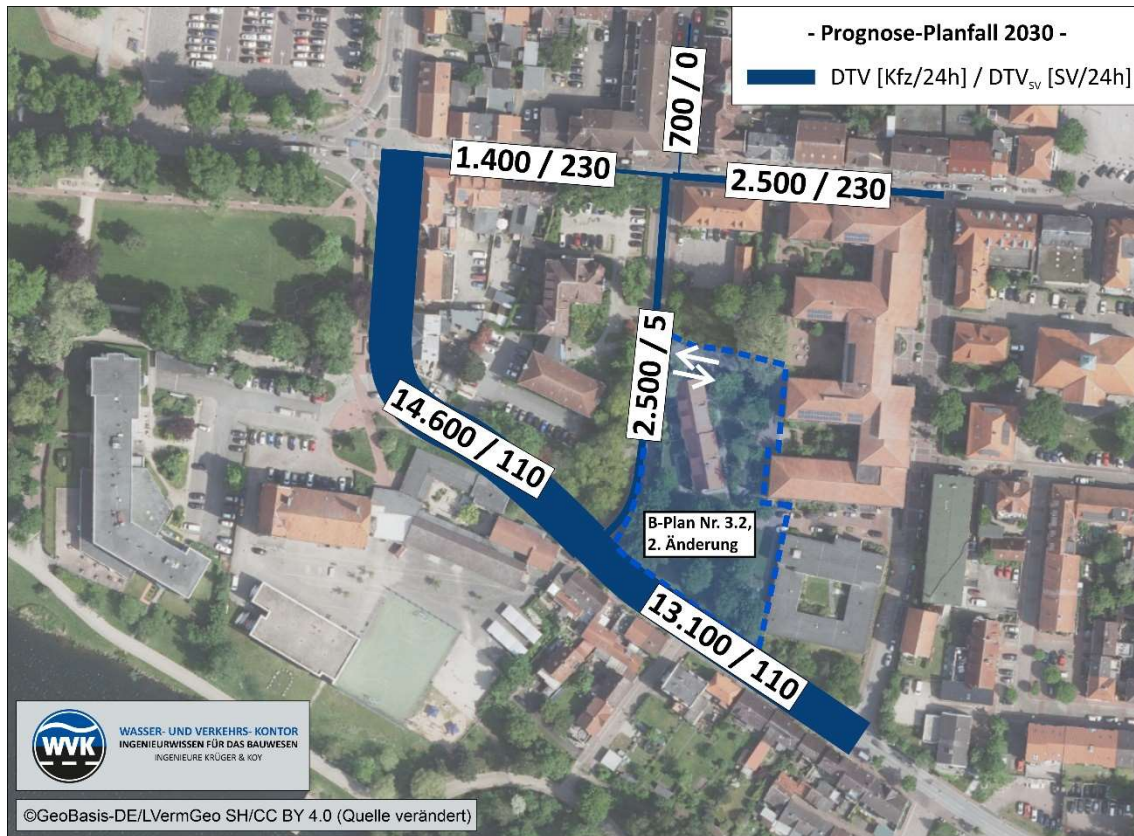 - Prognose-Planfall 2030 -
DTV [Kfz/24h] / DTVSV [SV/24h]
700 / 0
1.400 / 230
2.500 / 230
2.500 / 5
14.600 / 110
B-Plan Nr. 3.2,
2. Änderung
13.100 / 110
WVK
WASSER- UND VERKEHRS- KONTOR
INGENIEURWISSEN FÜR DAS BAUWESEN
INGENIEURE KRÜGER & KOY
©GeoBasis-DE/LVermGeo SH/CC BY 4.0 (Quelle verändert)